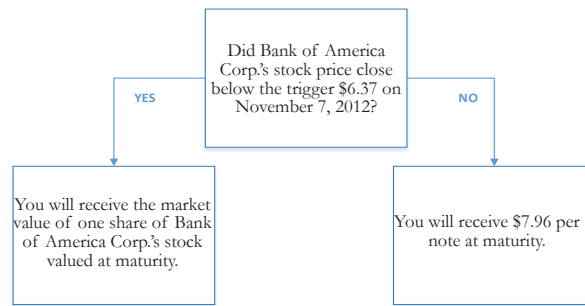 Did Bank of America
Corp.'s stock price close
below the trigger $6.37 on
November 7, 2012?
YES
NO
You will receive the market
value of one share of Bank
of America Corp.'s stock
valued at maturity.
You will receive $7.96 per
note at maturity.